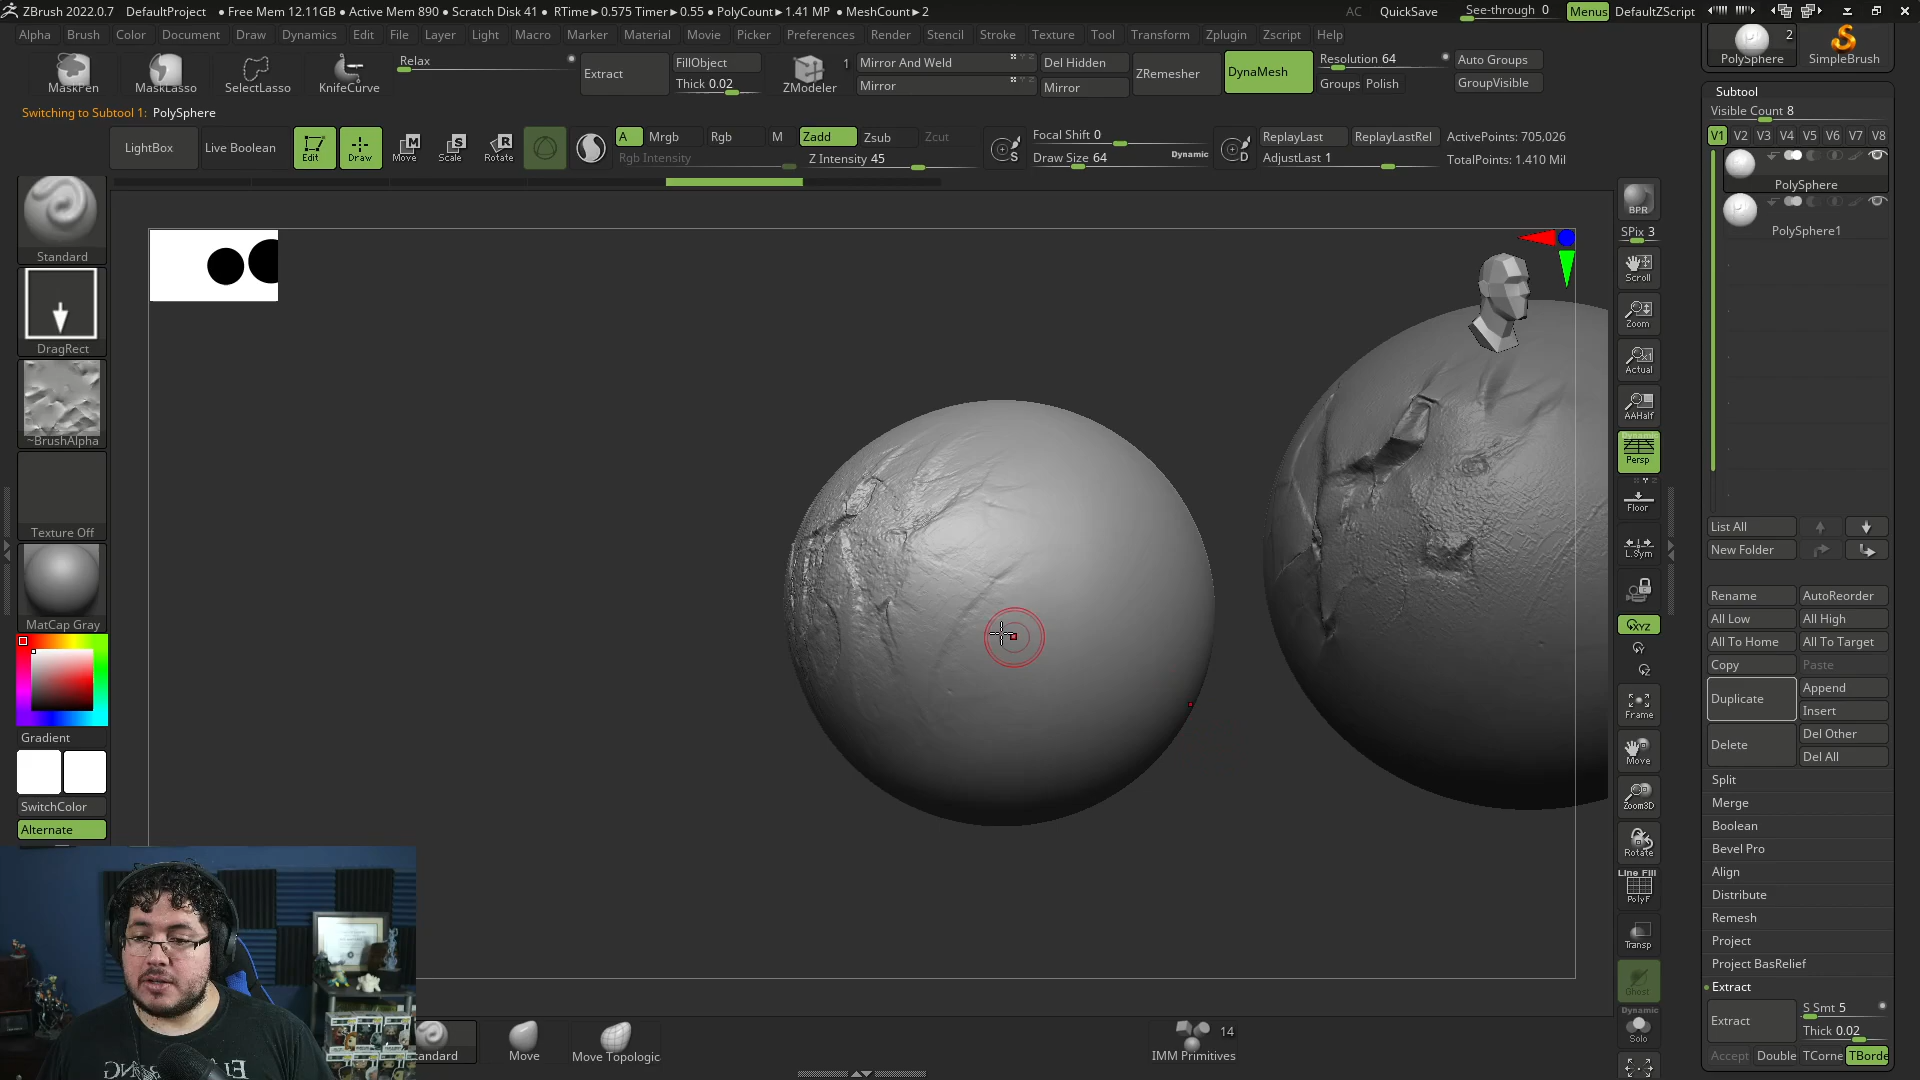 ZBrush 2022.0.7 DefaultProject ● Free Mem 12.11GB ● Active Mem 890 ● Scratch Disk 41 ● RTime►0.575 Timer►0.55 ● PolyCount►1.41 MP ● MeshCount►2 AC QuickSave See-through 0 Menus DefaultZScript
Alpha Brush Color Document Draw Dynamics Edit File Layer Light Macro Marker Material Movie Picker Preferences Render Stencil Stroke Texture Tool Transform Zplugin Zscript Help
MaskPen MaskLasso SelectLasso KnifeCurve Relax Extract FillObject Thick 0.02 ZModeler 1 Mirror And Weld Mirror Del Hidden Mirror ZRemesher DynaMesh Resolution 64 Groups Polish Auto Groups GroupVisible
Switching to Subtool 1: PolySphere
LightBox Live Boolean Edit Draw Move Scale Rotate A Mrgb Rgb M Zadd Zsub Zcut
Rgb Intensity Z Intensity 45
S Focal Shift 0 D ReplayLast ReplayLastRel ActivePoints: 705,026
Draw Size 64 Dynamic AdjustLast 1 TotalPoints: 1.410 Mil
Standard
DragRect
~BrushAlpha
Texture Off
MatCap Gray
Gradient
SwitchColor
Alternate
BPR
SPix 3
Scroll
Zoom
Actual
AAHalf
Dynamic
Persp
Floor
L.Sym
XYZ
Frame
Move
Zoom3D
Rotate
Line Fill
PolyF
Transp
Ghost
Dynamic
Solo
2
PolySphere SimpleBrush
Subtool
Visible Count 8
V1 V2 V3 V4 V5 V6 V7 V8
PolySphere
PolySphere1
List All
New Folder
Rename AutoReorder
All Low All High
All To Home All To Target
Copy Paste
Duplicate Append
Insert
Delete Del Other
Del All
Split
Merge
Boolean
Bevel Pro
Align
Distribute
Remesh
Project
Project BasRelief
Extract
Extract S Smt 5
Thick 0.02
Accept Double TCorne TBorde
andard Move Move Topologic IMM Primitives 14